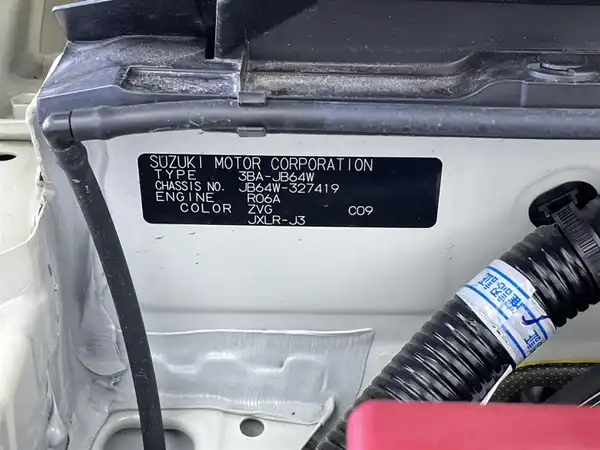 SUZUKI MOTOR CORPORATION
TYPE 3BA-JB64W
CHASSIS NO. JB64W-327419
ENGINE R06A
COLOR ZVG C09
JXLR-J3